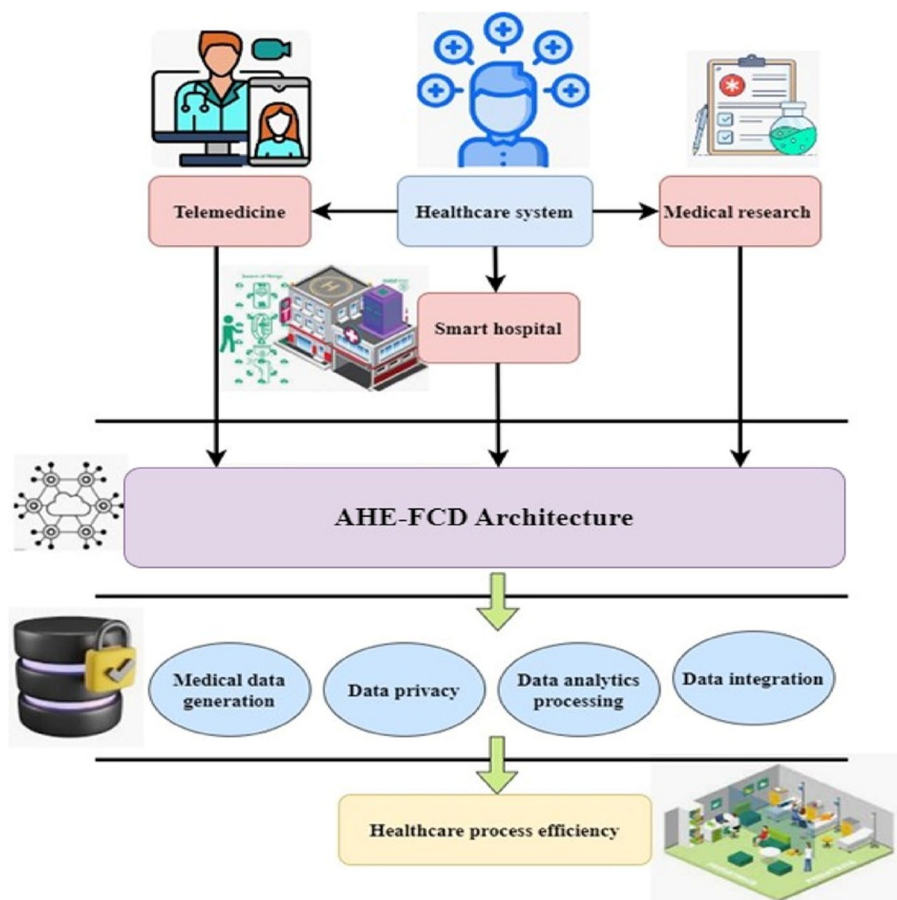 Telemedicine
Healthcare system
Medical research
Smart hospital
H
AHE-FCD Architecture
Medical data
generation
Data privacy
Data analytics
processing
Data integration
Healthcare process efficiency